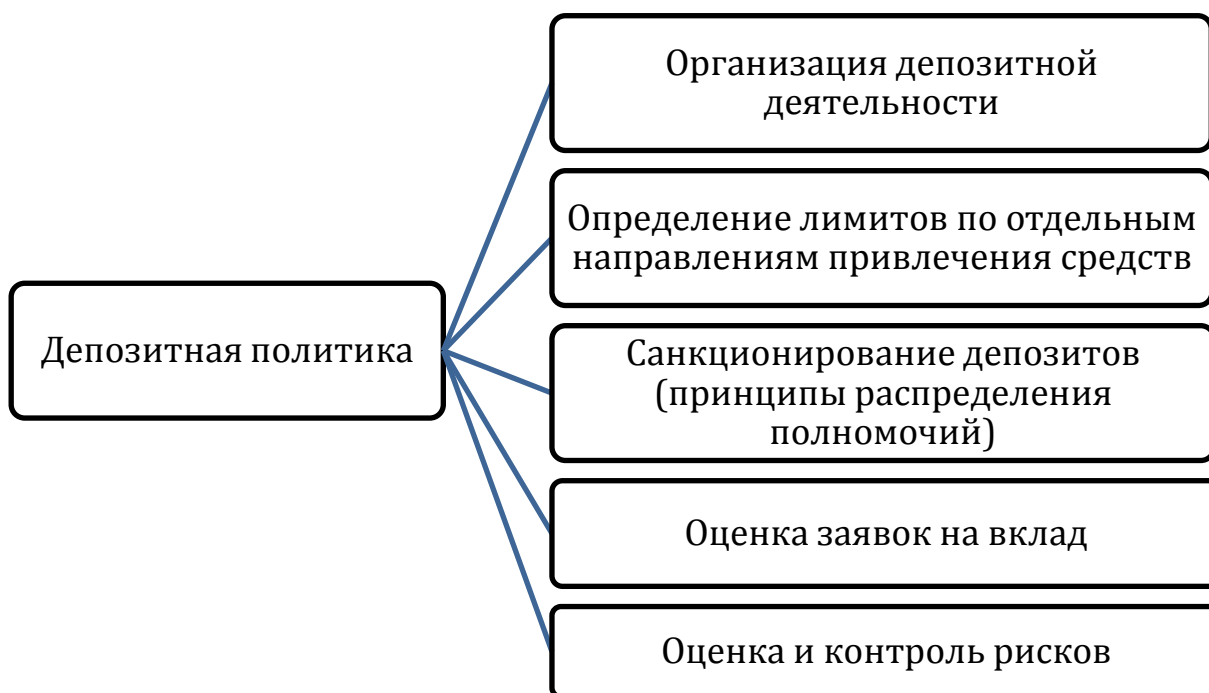 Организация депозитной
деятельности
Определение лимитов по отдельным
направлениям привлечения средств
Депозитная политика
Санкционирование депозитов
(принципы распределения
полномочий)
Оценка заявок на вклад
Оценка и контроль рисков